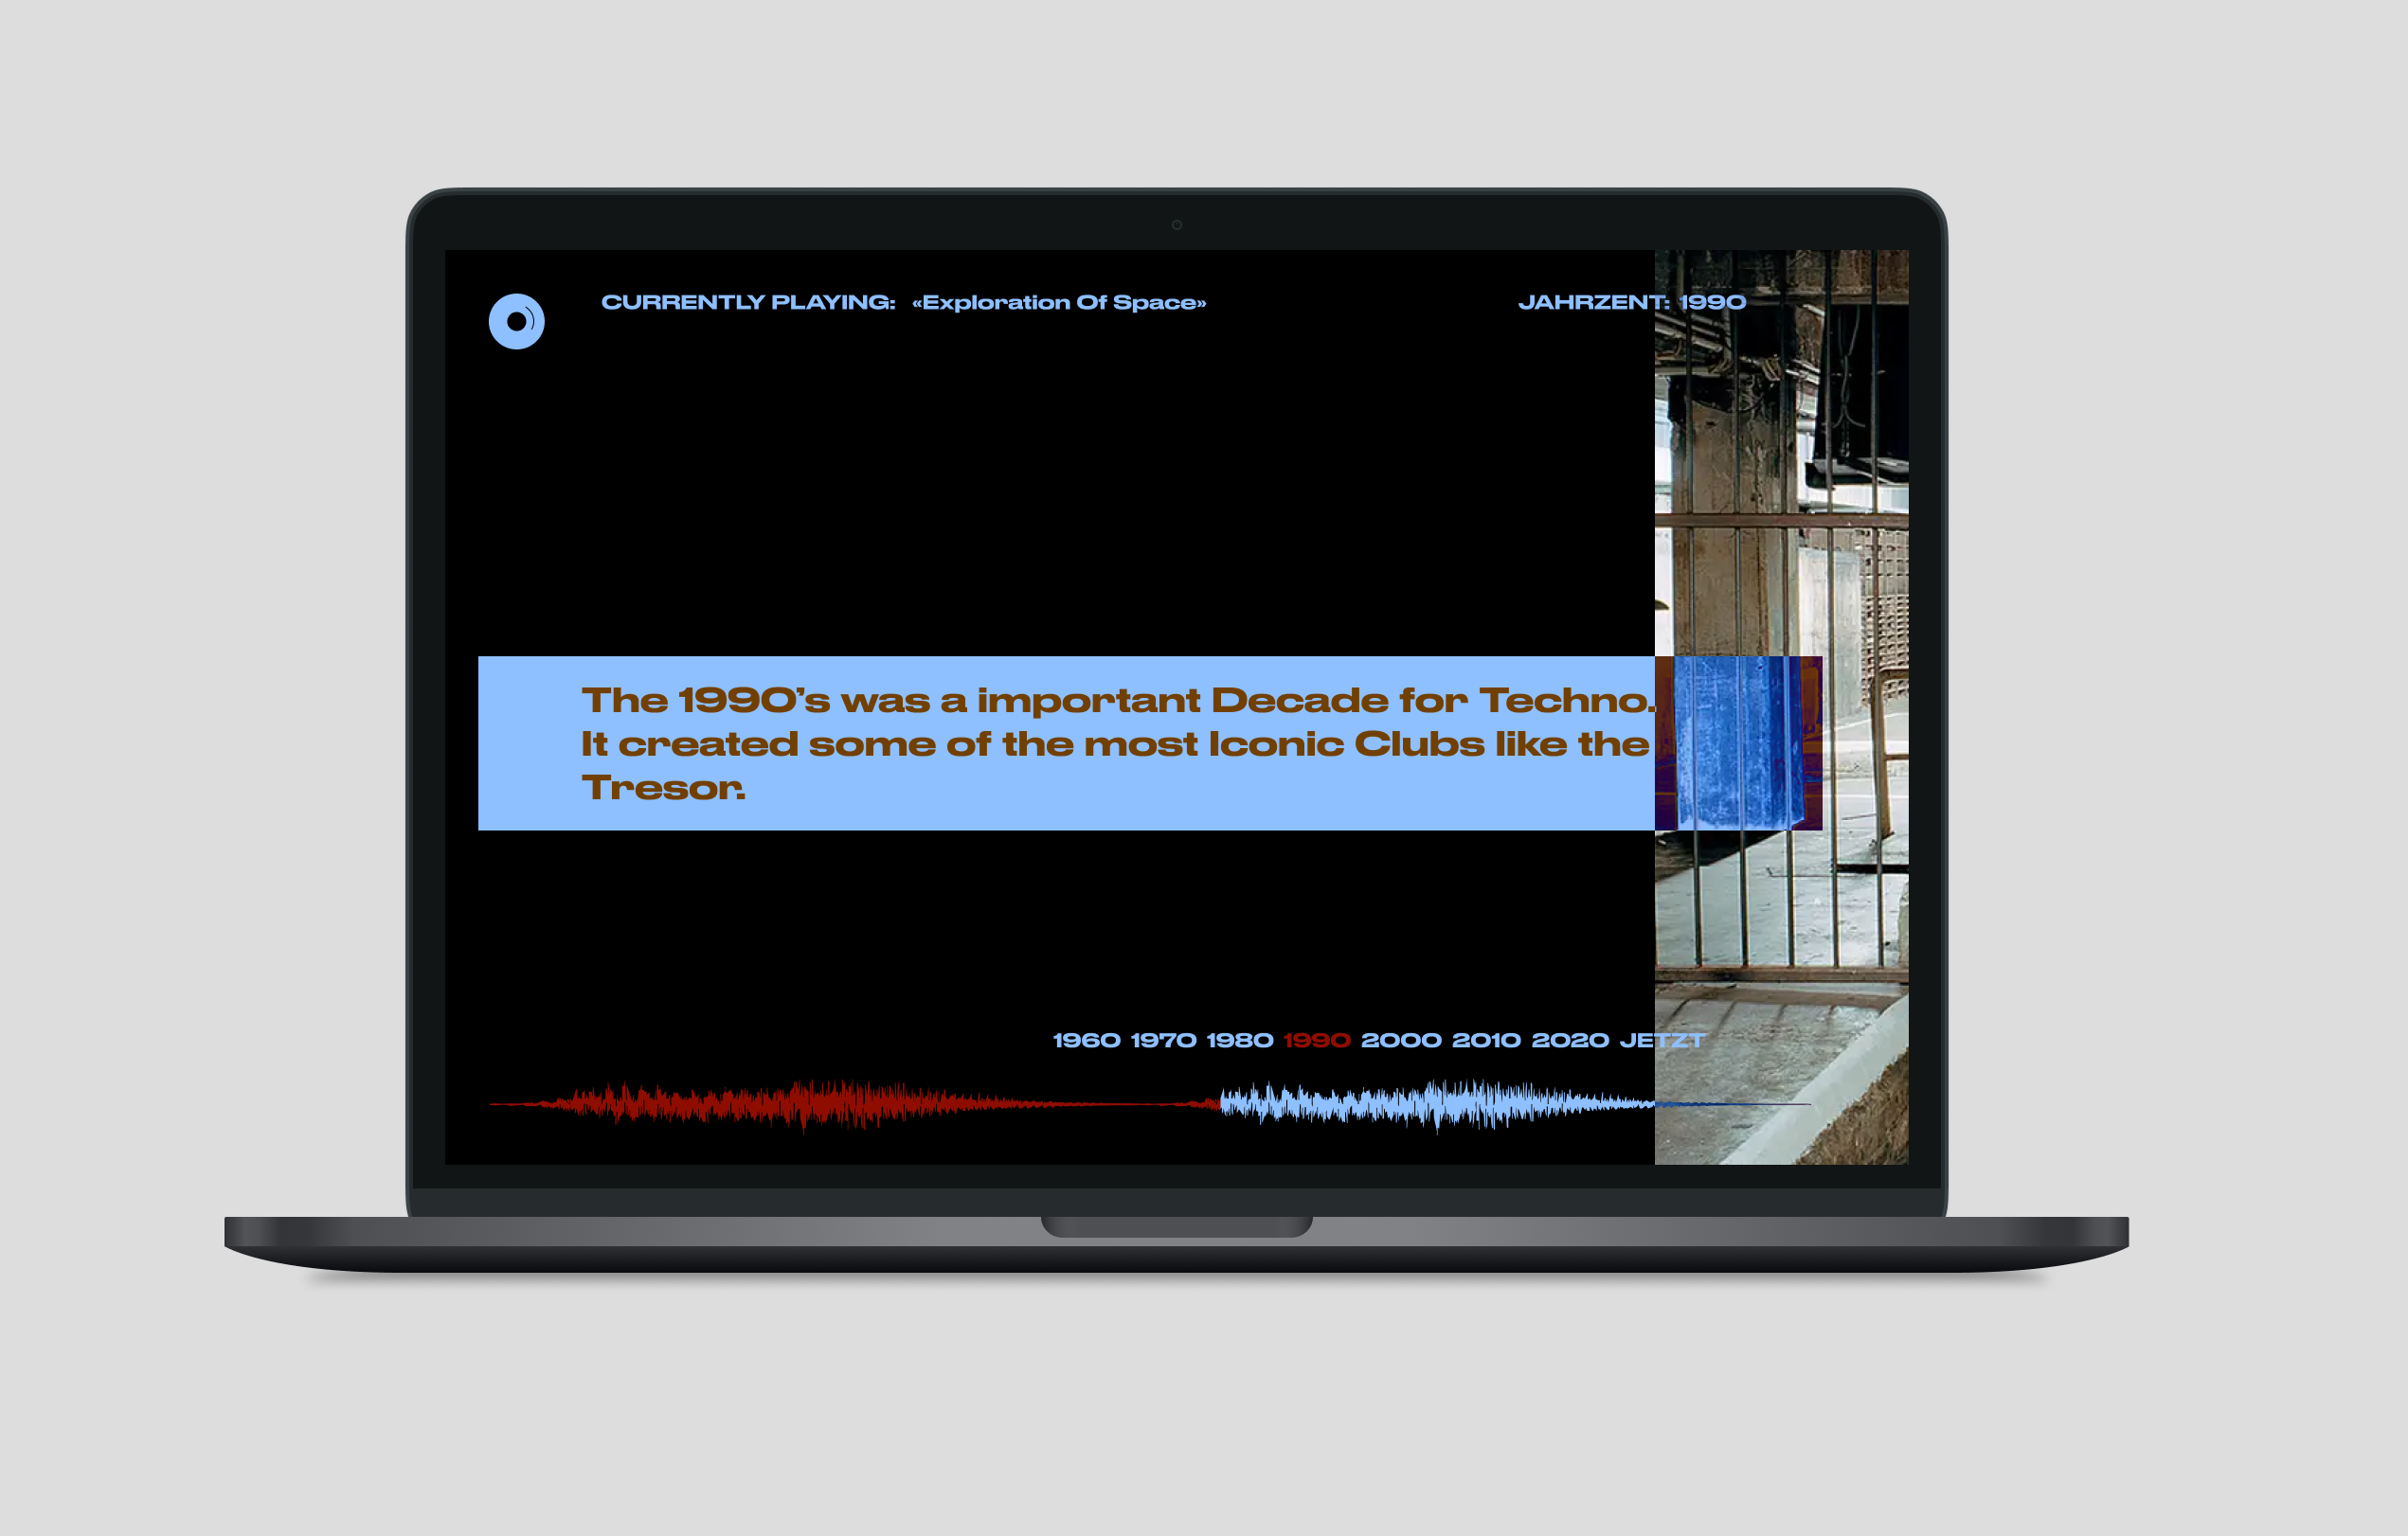 CURRENTLY PLAYING: «Exploration Of Space»
JAHRZENT: 1990
The 1990’s was a important Decade for Techno.
It created some of the most Iconic Clubs like the
Tresor.
1960 1970 1980 1990 2000 2010 2020 JETZT